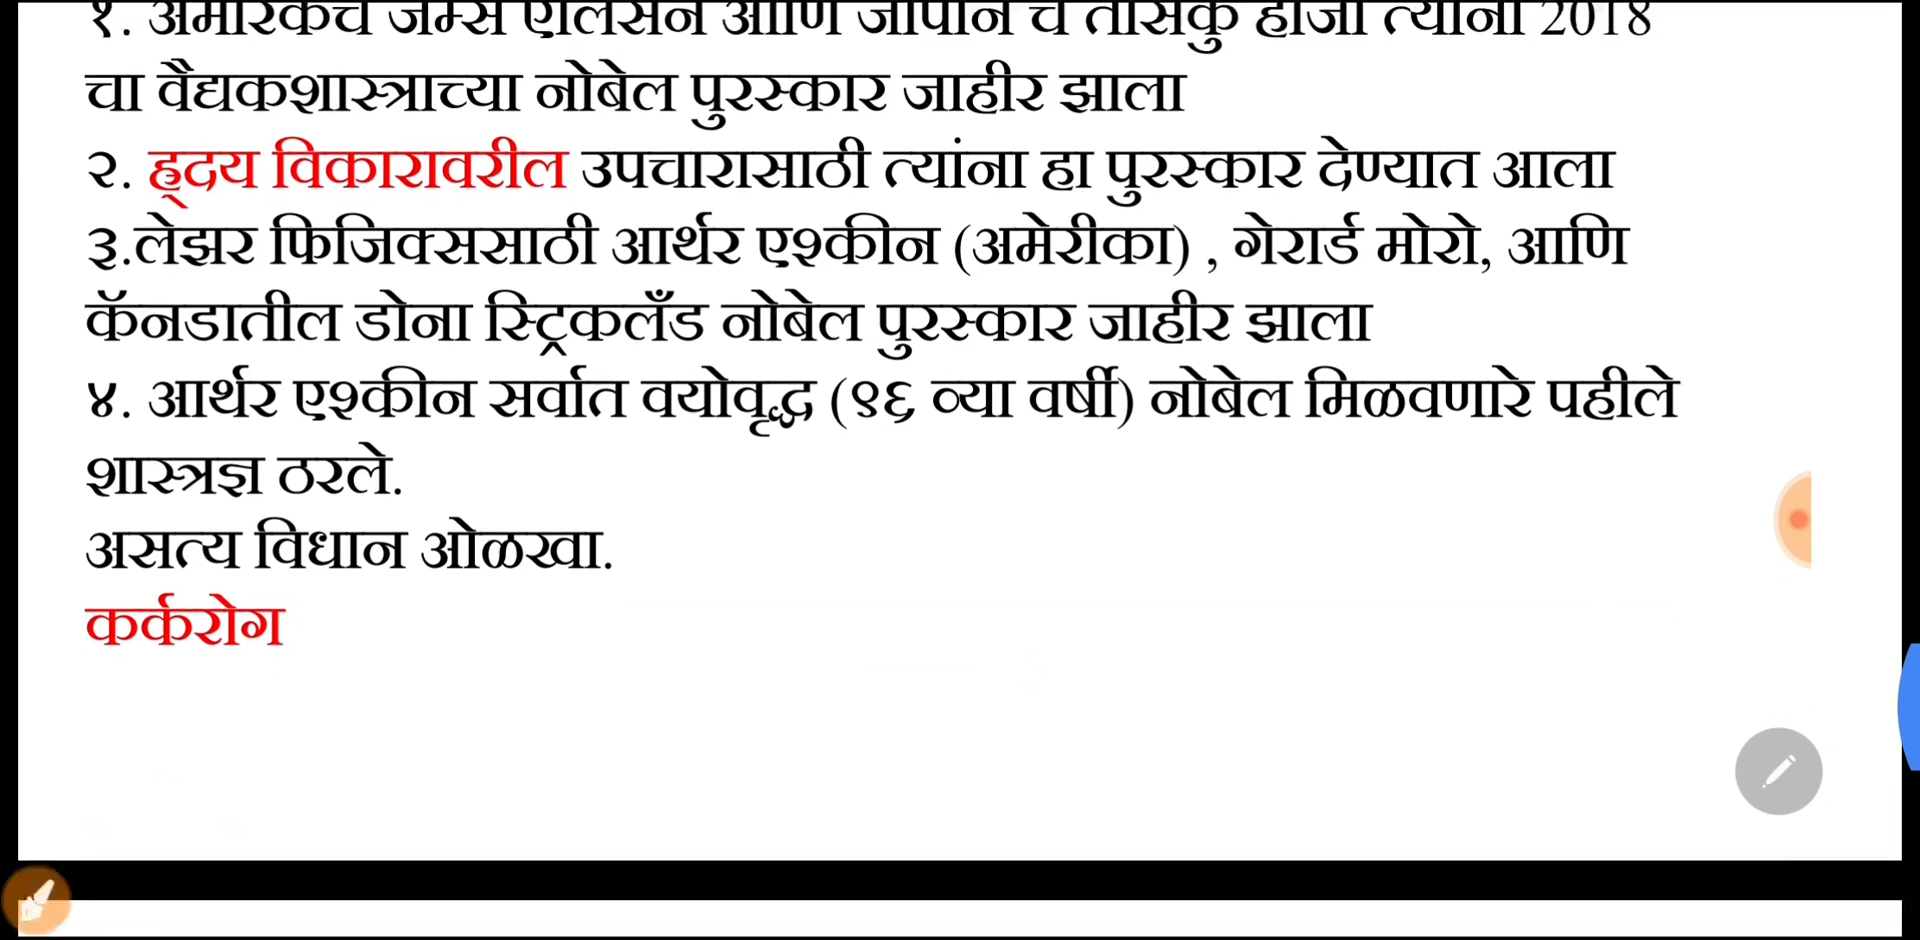 १. अमेरिकेचे जेम्स एलिसन आणि जापान चे तासुकु होंजो त्यांना 2018
चा वैद्यकशास्त्राच्या नोबेल पुरस्कार जाहीर झाला
२. हृदय विकारावरील उपचारासाठी त्यांना हा पुरस्कार देण्यात आला
३.लेझर फिजिक्ससाठी आर्थर एश्कीन (अमेरीका) , गेरार्ड मोरो, आणि
कॅनडातील डोना स्ट्रिकलँड नोबेल पुरस्कार जाहीर झाला
४. आर्थर एश्कीन सर्वात वयोवृद्ध (९६ व्या वर्षी) नोबेल मिळवणारे पहीले
शास्त्रज्ञ ठरले.
असत्य विधान ओळखा.
कर्करोग